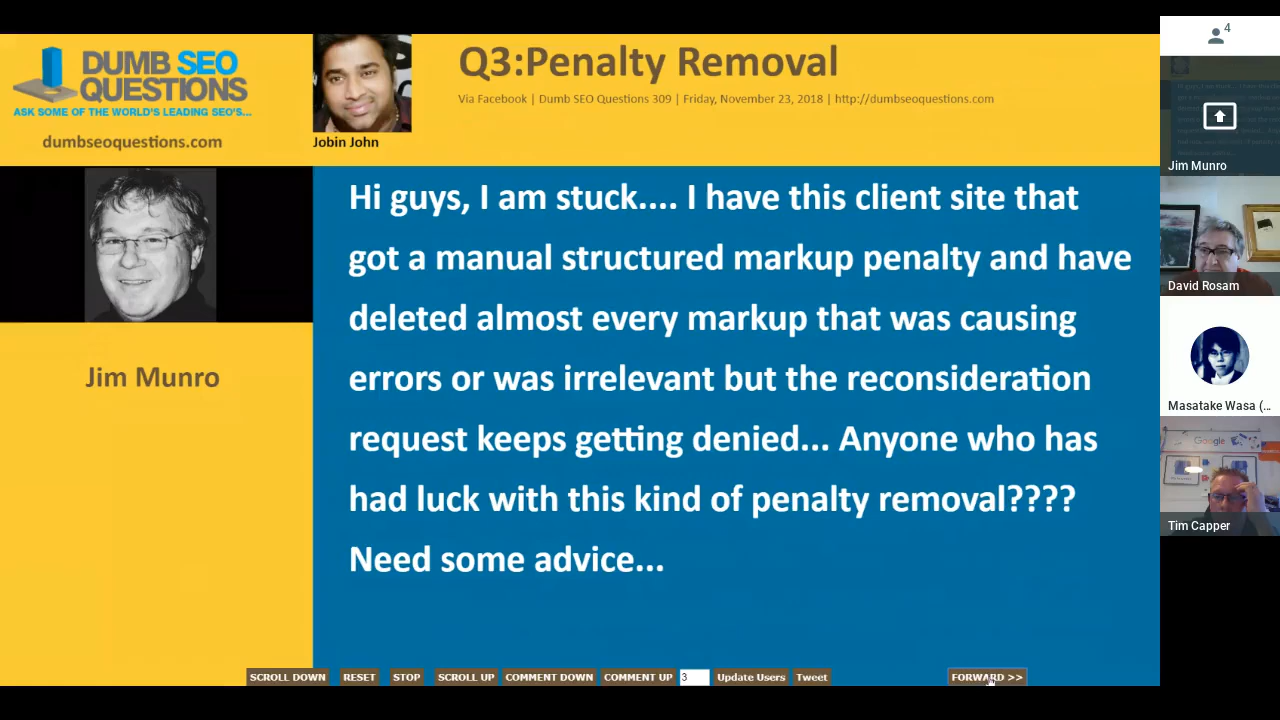 DUMB SEO
QUESTIONS
ASK SOME OF THE WORLD'S LEADING SEO'S...
dumbseoquestions.com
Jobin John
Q3:Penalty Removal
Via Facebook | Dumb SEO Questions 309 | Friday, November 23, 2018 | http://dumbseoquestions.com
Jim Munro
Hi guys, I am stuck.... I have this client site that
got a manual structured markup penalty and have
deleted almost every markup that was causing
errors or was irrelevant but the reconsideration
request keeps getting denied... Anyone who has
had luck with this kind of penalty removal????
Need some advice...
SCROLL DOWN RESET STOP SCROLL UP COMMENT DOWN COMMENT UP 3 Update Users Tweet FORWARD >>
4
Jim Munro
David Rosam
Masatake Wasa (...
Google
Tim Capper